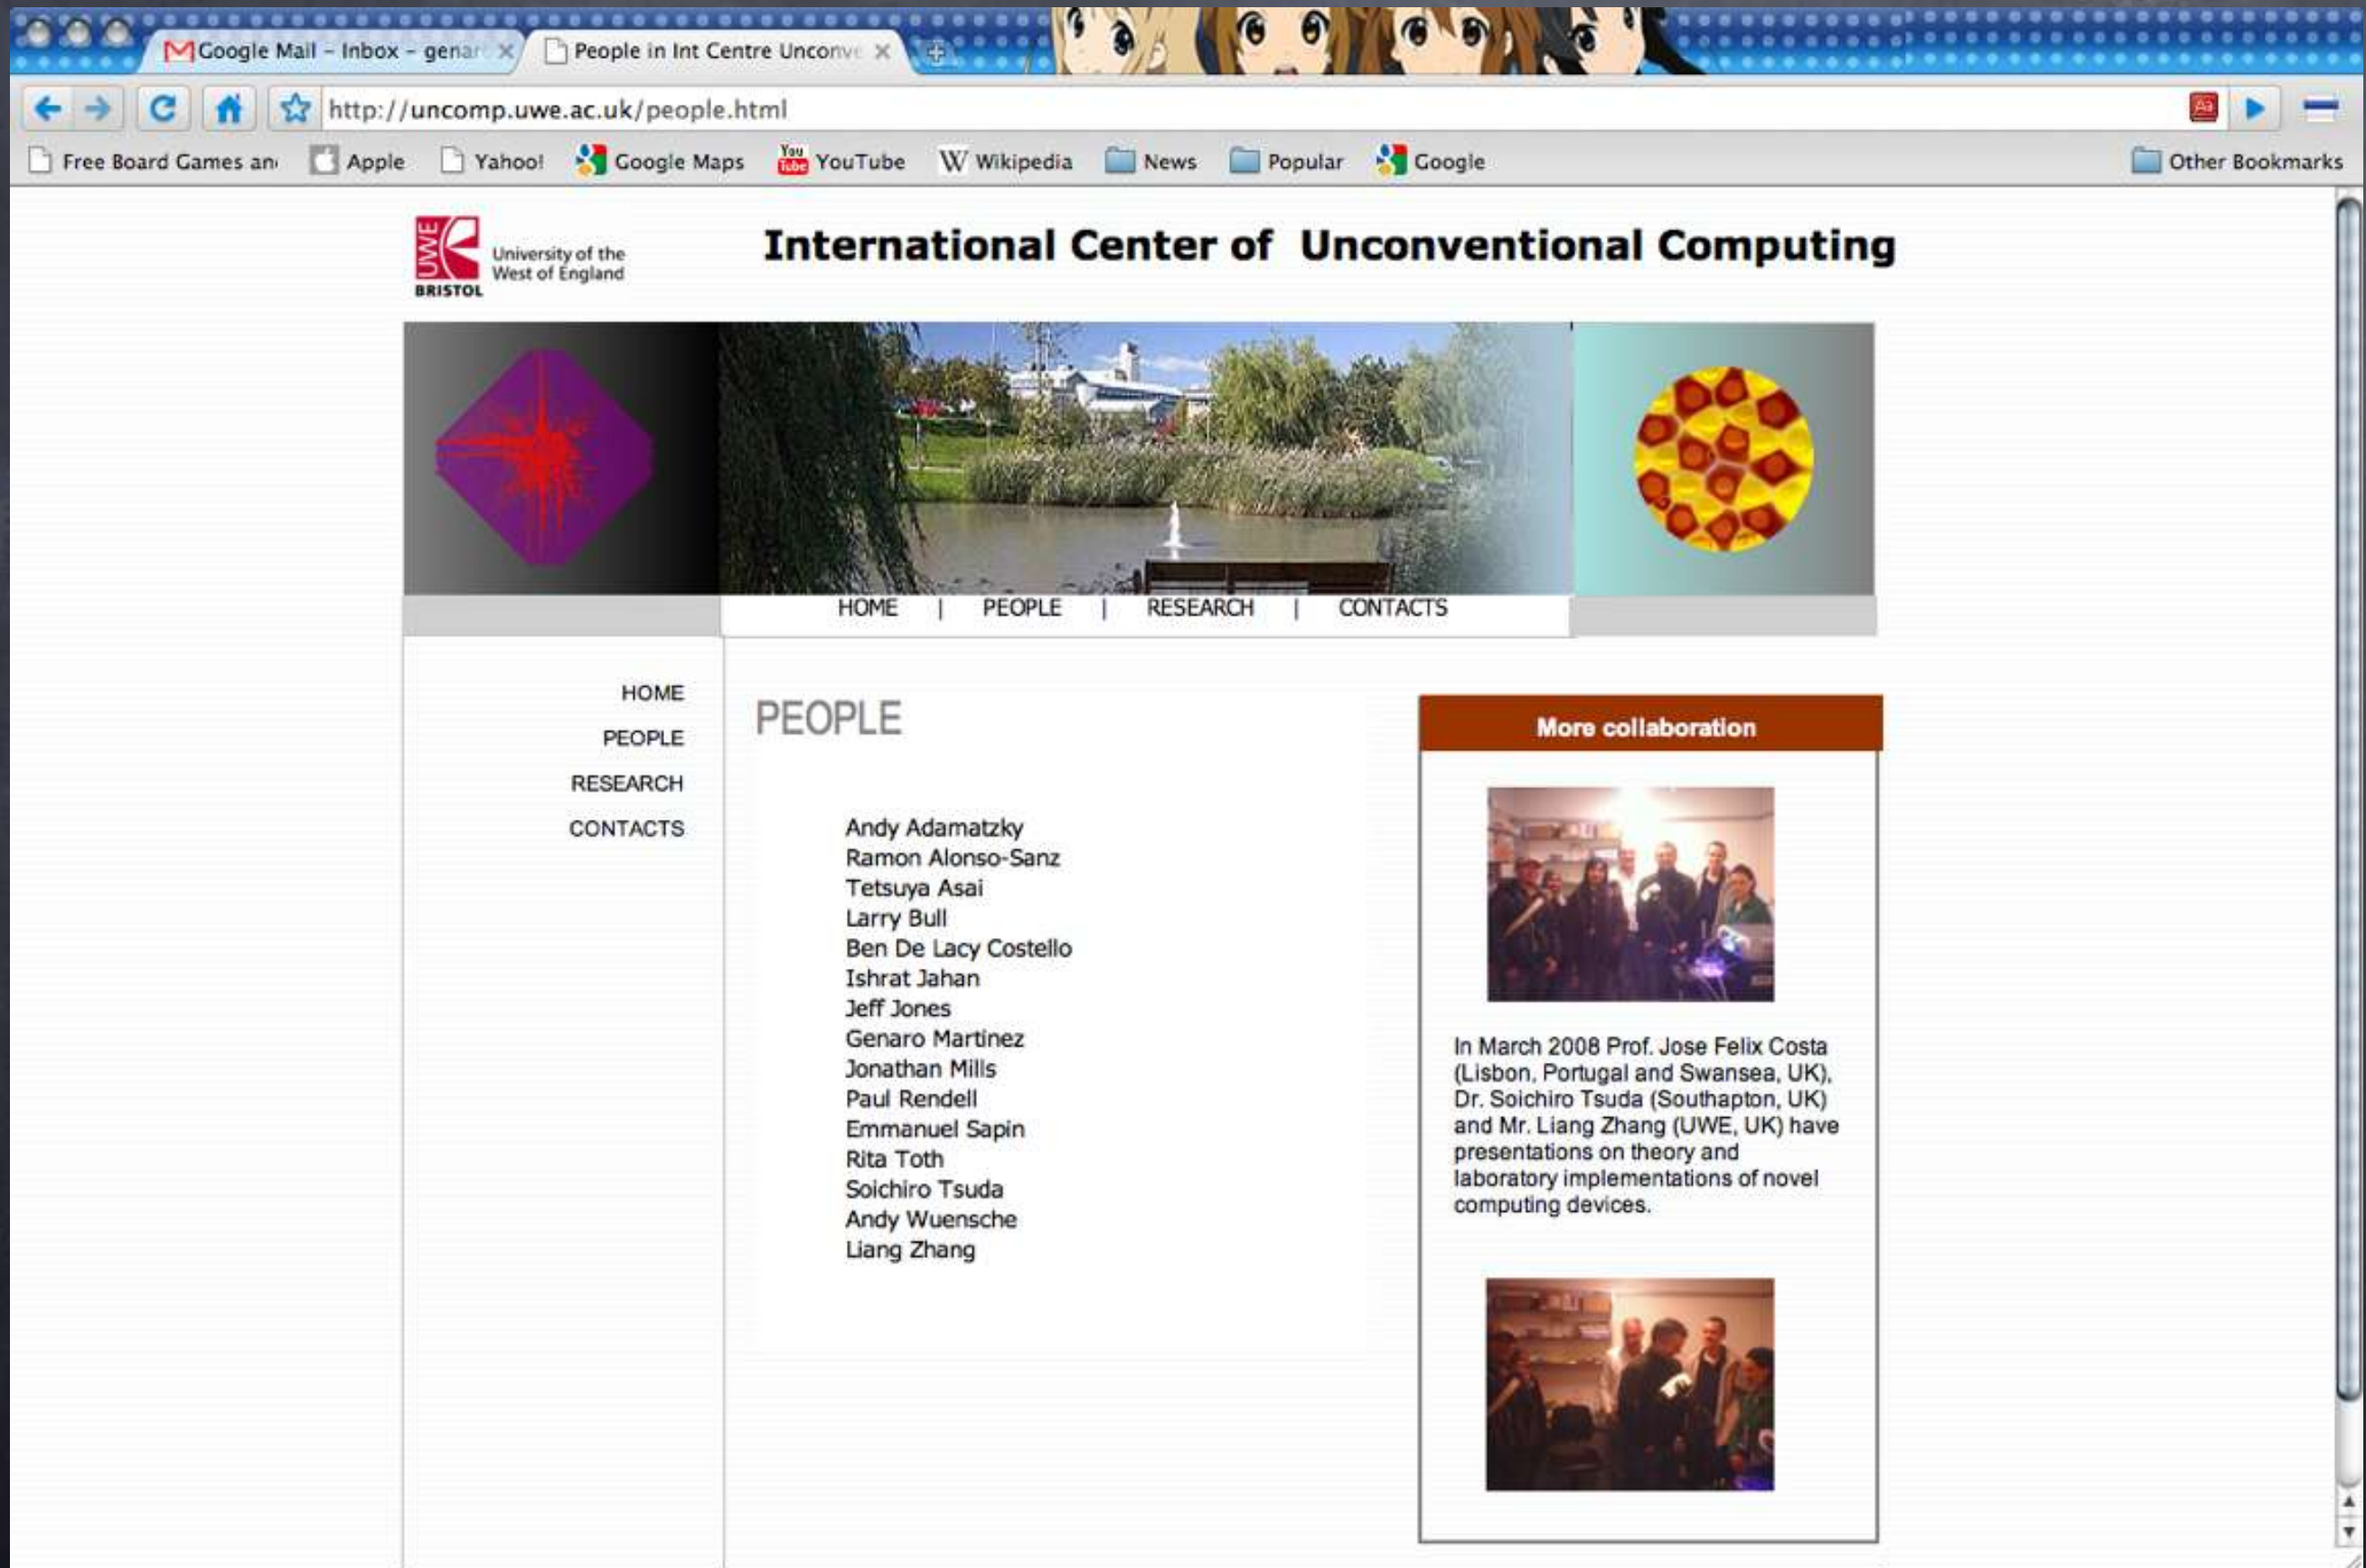 Google Mail - Inbox - genar
People in Int Centre Unconve
http://uncomp.uwe.ac.uk/people.html
Aa
Free Board Games an
Apple
Yahoo!
Google Maps
You Tube YouTube
W Wikipedia
News
Popular
Google
Other Bookmarks
UWE
BRISTOL
University of the
West of England
International Center of Unconventional Computing
HOME | PEOPLE | RESEARCH | CONTACTS
HOME
PEOPLE
RESEARCH
CONTACTS
PEOPLE
Andy Adamatzky
Ramon Alonso-Sanz
Tetsuya Asai
Larry Bull
Ben De Lacy Costello
Ishrat Jahan
Jeff Jones
Genaro Martinez
Jonathan Mills
Paul Rendell
Emmanuel Sapin
Rita Toth
Soichiro Tsuda
Andy Wuensche
Liang Zhang
More collaboration
In March 2008 Prof. Jose Felix Costa
(Lisbon, Portugal and Swansea, UK),
Dr. Soichiro Tsuda (Southapton, UK)
and Mr. Liang Zhang (UWE, UK) have
presentations on theory and
laboratory implementations of novel
computing devices.